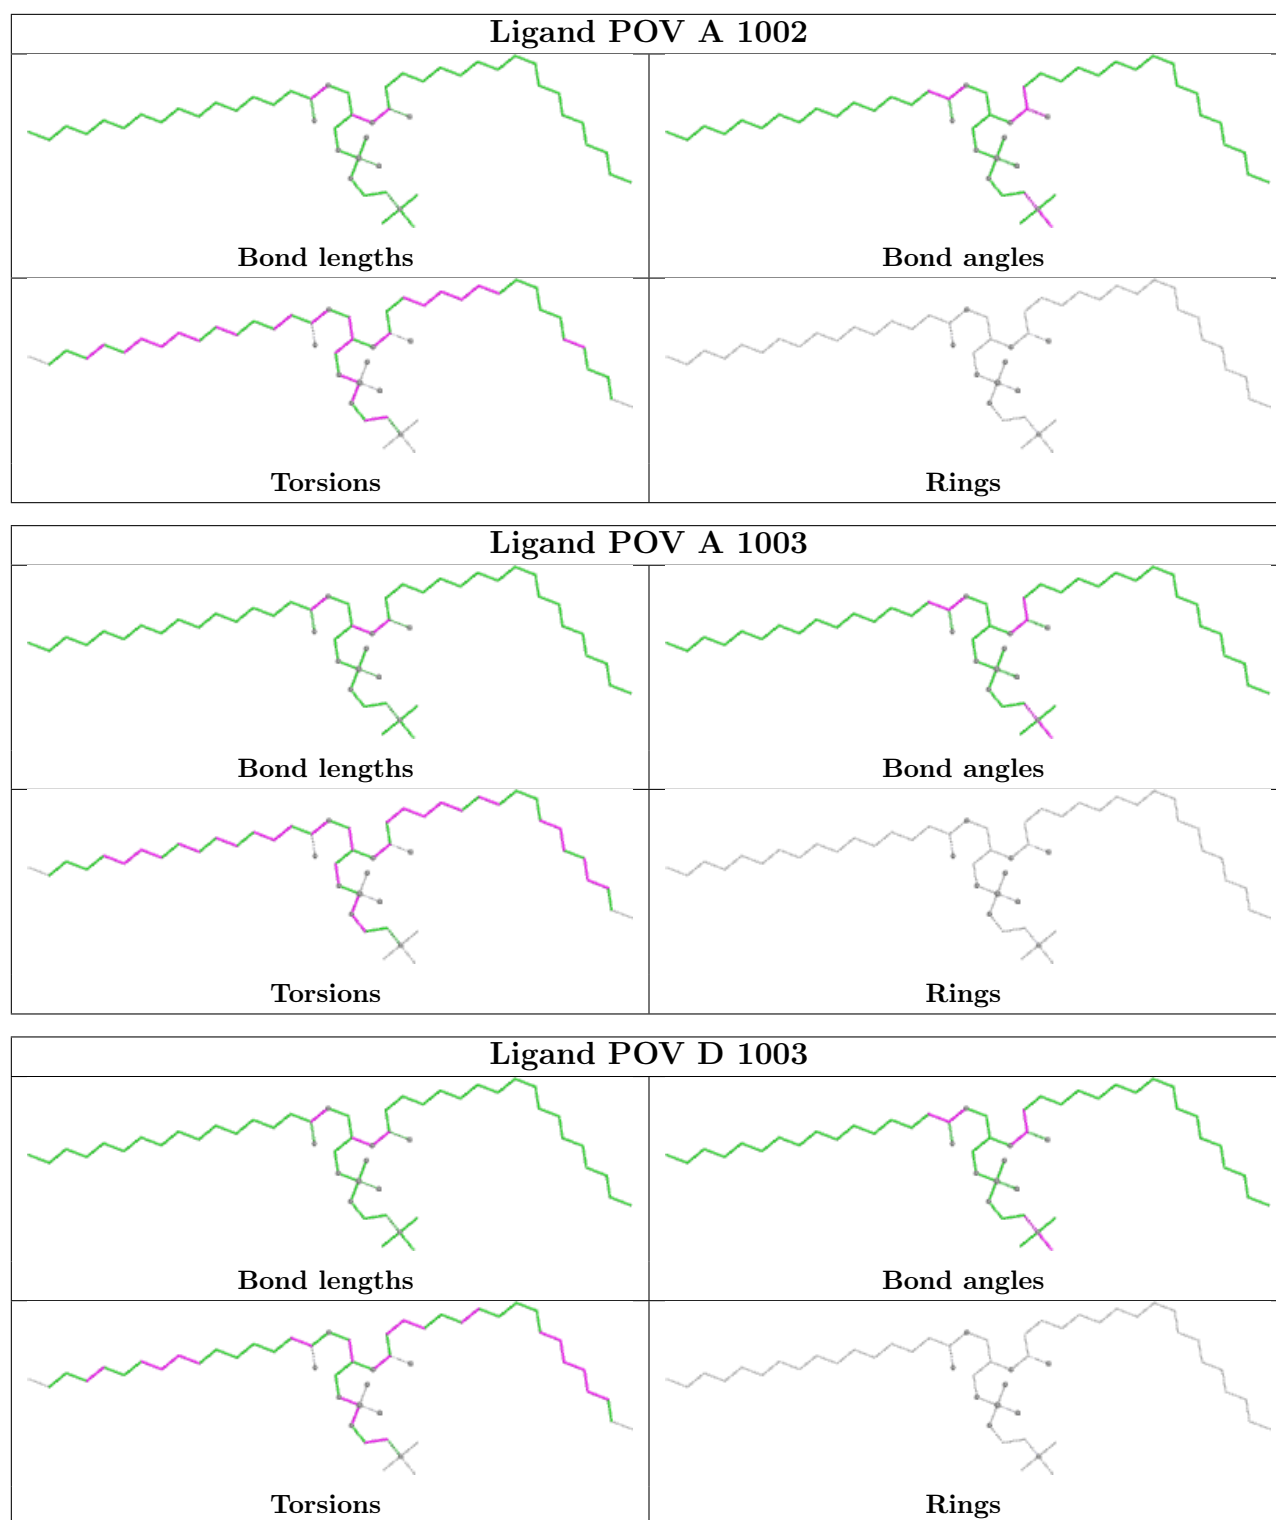 Ligand POV A 1002
Bond lengths
Bond angles
Torsions
Rings
Ligand POV A 1003
Bond lengths
Bond angles
Torsions
Rings
Ligand POV D 1003
Bond lengths
Bond angles
Torsions
Rings